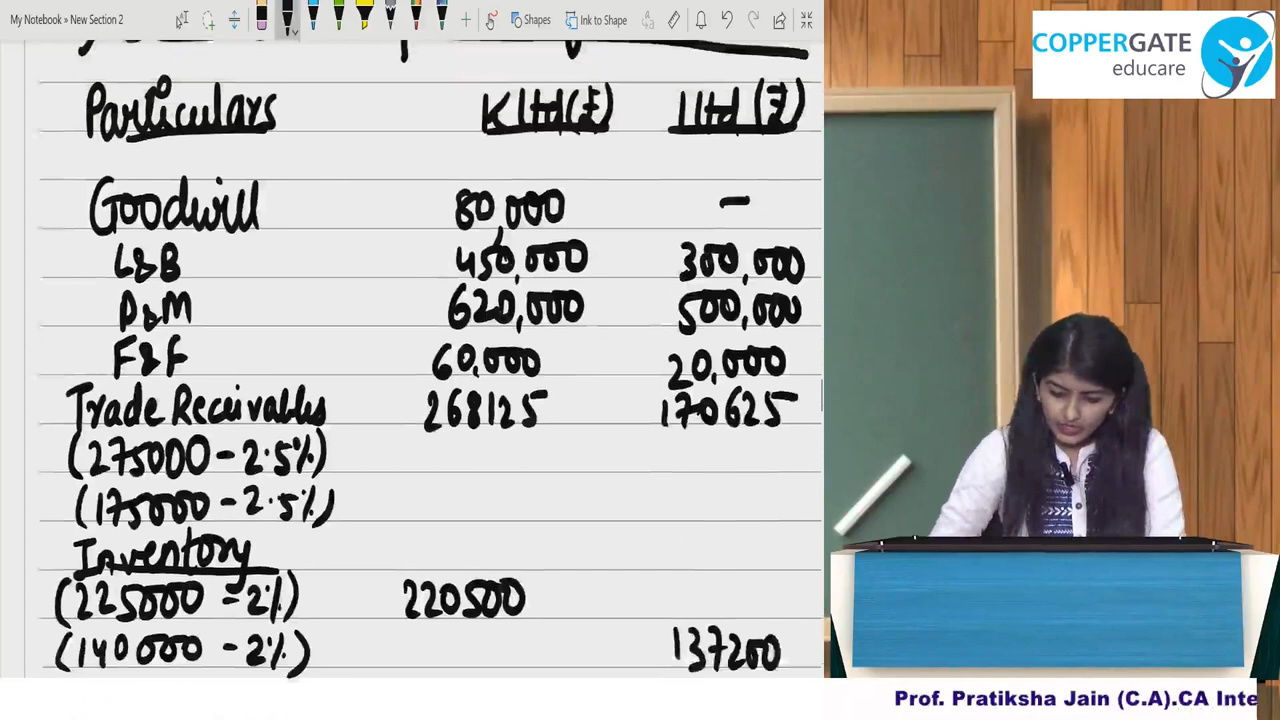 My Notebook » New Section 2
Shapes
Ink to Shape
COPPERGATE
educare
Particulars K ltd (₹) I ltd (₹)
Goodwill 80,000 -
L&B 450,000 300,000
P&M 620,000 500,000
F&F 60,000 20,000
Trade Receivables 268125 170625
(275000 - 2.5%)
(175000 - 2.5%)
Inventory
(225000 - 2%) 220500
(140000 - 2%) 137200
Prof. Pratiksha Jain (C.A).CA Inte